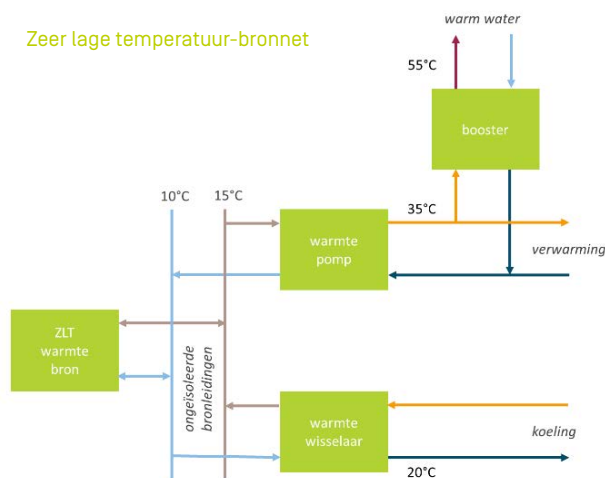 Zeer lage temperatuur-bronnet
warm water
55°C
booster
10°C
15°C
35°C
warmte
pomp
verwarming
ZLT
warmte
bron
ongeïsoleerde
bronleidingen
warmte
wisselaar
koeling
20°C